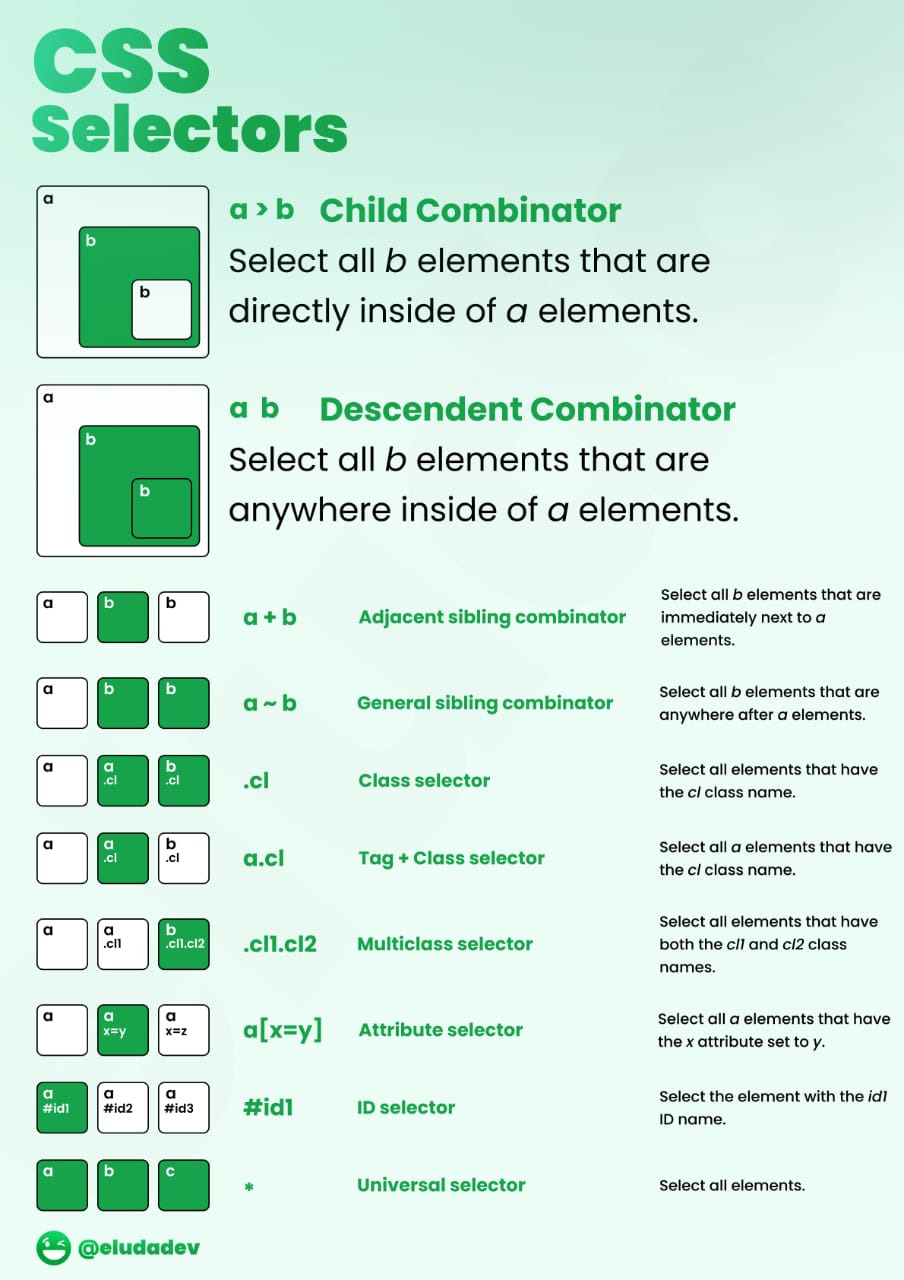 CSS
Selectors
a
b
b
a > b Child Combinator
Select all b elements that are
directly inside of a elements.
a
b
b
a b Descendent Combinator
Select all b elements that are
anywhere inside of a elements.
a b b
a + b Adjacent sibling combinator
Select all b elements that are
immediately next to a
elements.
a b b
a ~ b General sibling combinator
Select all b elements that are
anywhere after a elements.
a a b
.cl .cl
.cl Class selector
Select all elements that have
the cl class name.
a a b
.cl .cl
a.cl Tag + Class selector
Select all a elements that have
the cl class name.
a a b
.cl1 .cl1.cl2
.cl1.cl2 Multiclass selector
Select all elements that have
both the cl1 and cl2 class
names.
a a a
x=y x=z
a[x=y] Attribute selector
Select all a elements that have
the x attribute set to y.
a a a
#id1 #id2 #id3
#id1 ID selector
Select the element with the id1
ID name.
a b c
* Universal selector
Select all elements.
@eludadev